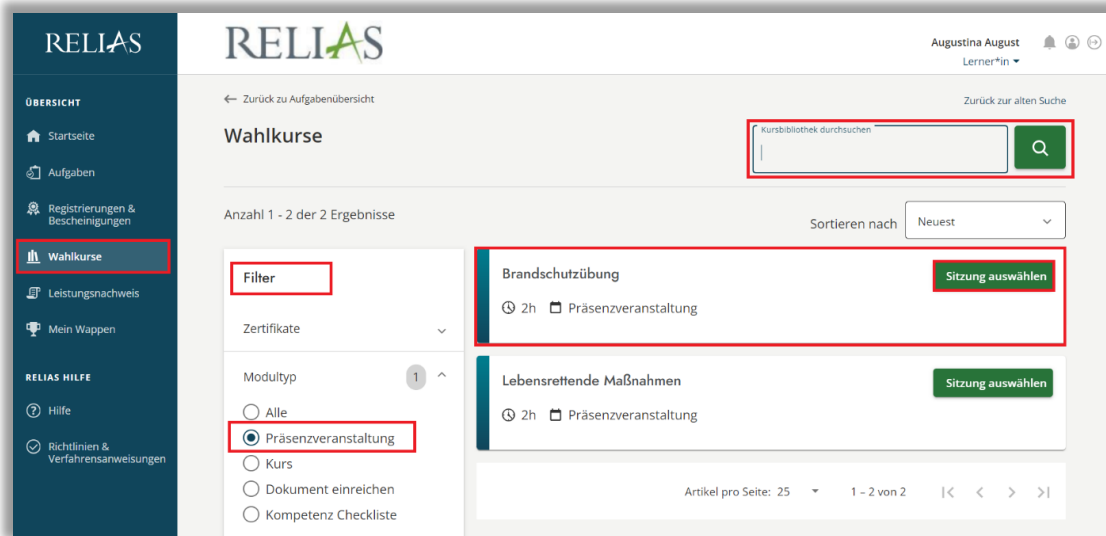 RELIAS
ÜBERSICHT
Startseite
Aufgaben
Registrierungen &
Bescheinigungen
Wahlkurse
Leistungsnachweis
Mein Wappen
RELIAS HILFE
Hilfe
Richtlinien &
Verfahrensanweisungen
RELIAS
Augustina August
Lerner*in
Zurück zu Aufgabenübersicht
Zurück zur alten Suche
Wahlkurse
Kursbibliothek durchsuchen
Anzahl 1 - 2 der 2 Ergebnisse
Sortieren nach
Neuest
Filter
Zertifikate
Modultyp 1
Alle
Präsenzveranstaltung
Kurs
Dokument einreichen
Kompetenz Checkliste
Brandschutzübung
Sitzung auswählen
2h Präsenzveranstaltung
Lebensrettende Maßnahmen
Sitzung auswählen
2h Präsenzveranstaltung
Artikel pro Seite: 25 1 – 2 von 2